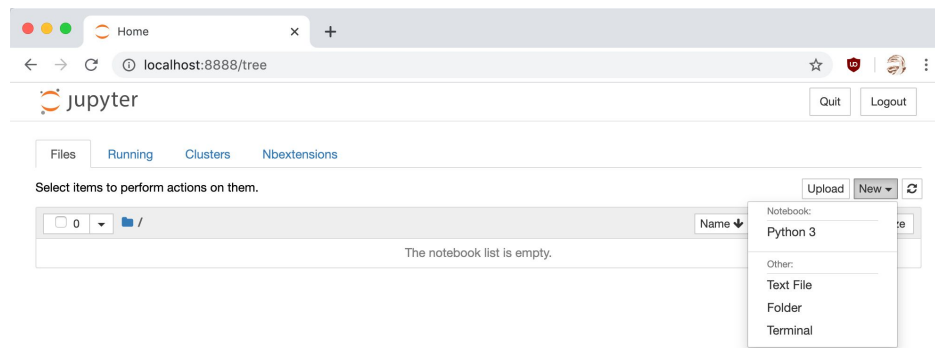 Home
localhost:8888/tree
jupyter
Quit Logout
Files Running Clusters Nbextensions
Select items to perform actions on them.
Upload New
0 /
Name
The notebook list is empty.
Notebook:
Python 3
Other:
Text File
Folder
Terminal